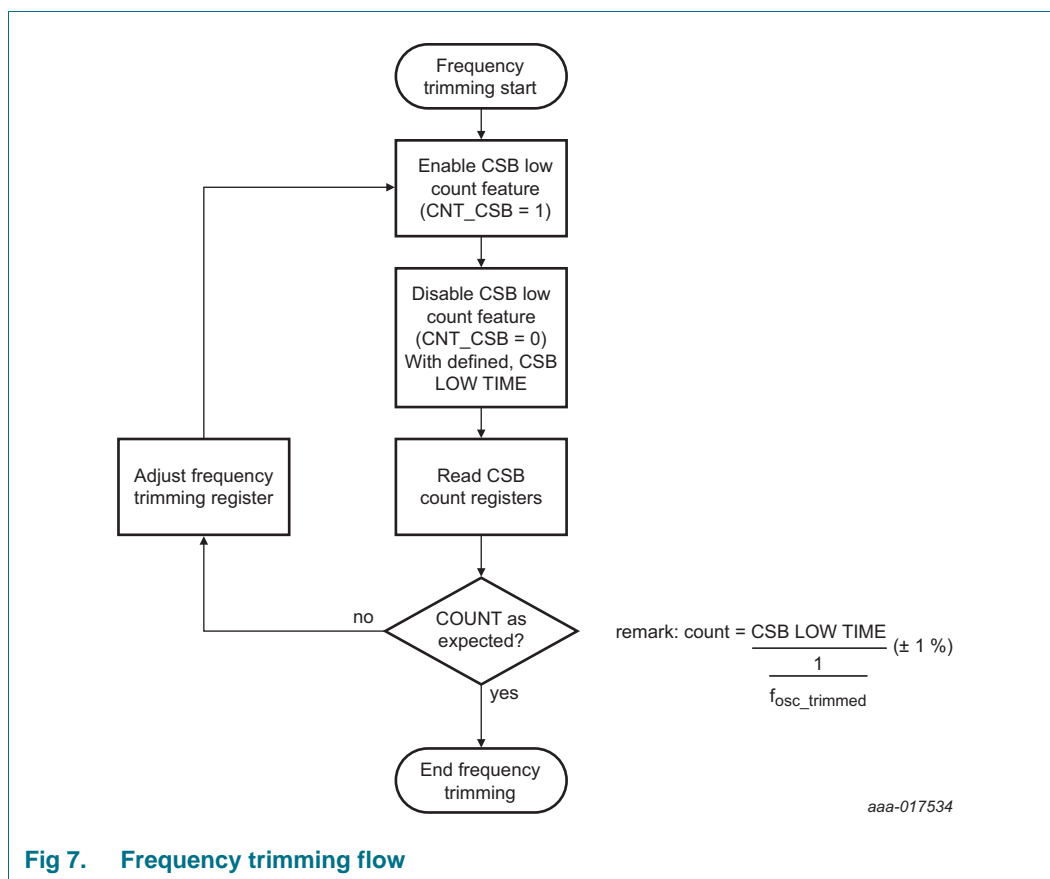 Frequency
trimming start
Enable CSB low
count feature
(CNT_CSB = 1)
Disable CSB low
count feature
(CNT_CSB = 0)
With defined, CSB
LOW TIME
Adjust frequency
trimming register
Read CSB
count registers
no
COUNT as
expected?
remark: count = CSB LOW TIME (± 1 %)
1
fosc_trimmed
yes
End frequency
trimming
aaa-017534
Fig 7. Frequency trimming flow